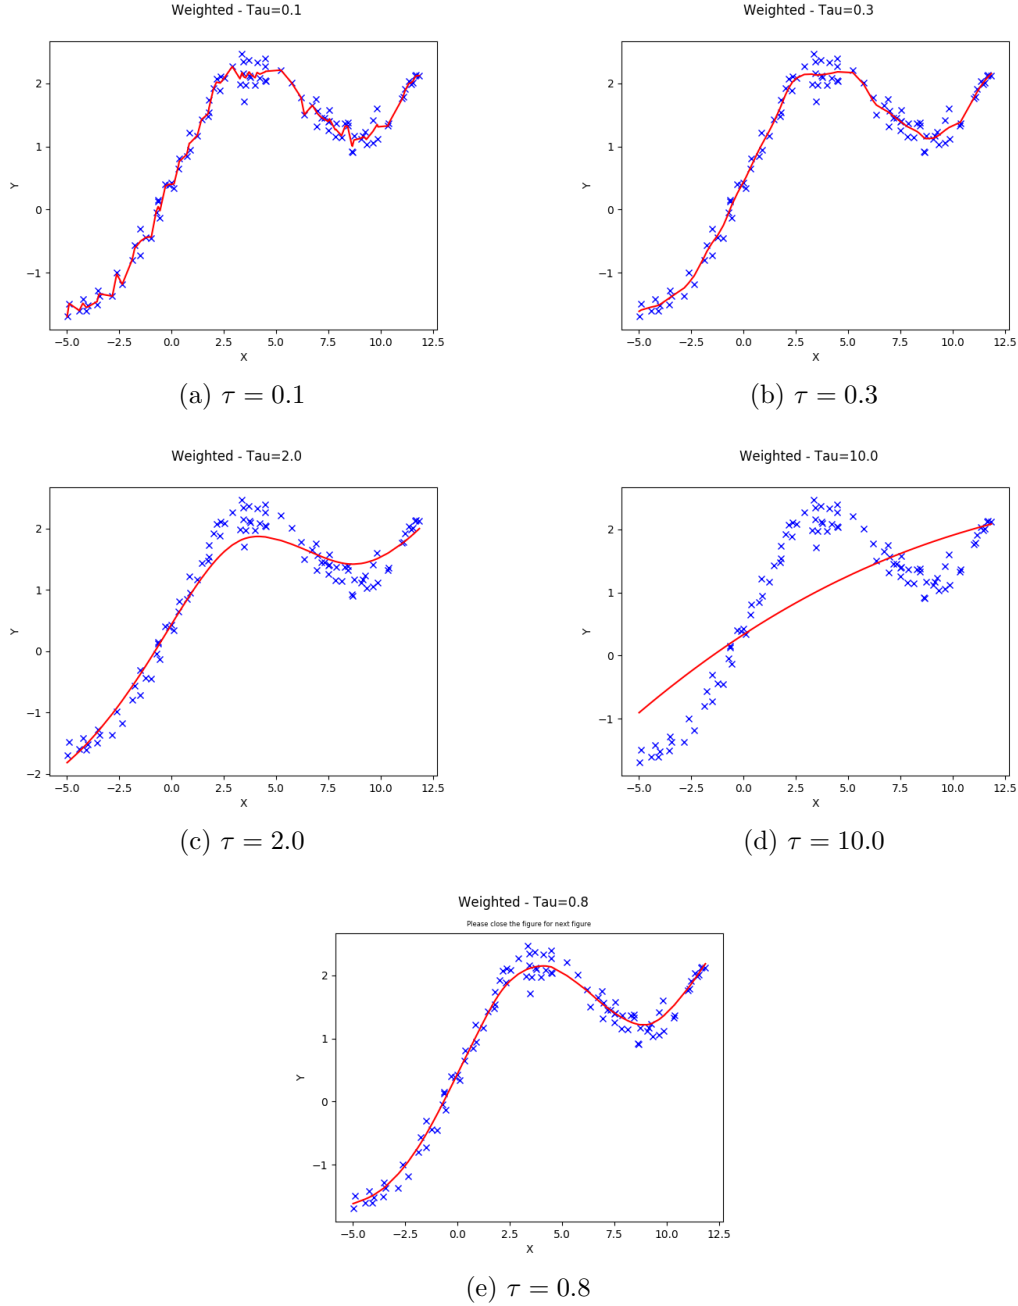 Weighted - Tau=0.1
Weighted - Tau=0.3
2
1
0
−1
Y
−5.0 −2.5 0.0 2.5 5.0 7.5 10.0 12.5
X
2
1
0
−1
Y
−5.0 −2.5 0.0 2.5 5.0 7.5 10.0 12.5
X
(a) τ = 0.1
(b) τ = 0.3
Weighted - Tau=2.0
Weighted - Tau=10.0
2
1
0
−1
−2
Y
−5.0 −2.5 0.0 2.5 5.0 7.5 10.0 12.5
X
2
1
0
−1
Y
−5.0 −2.5 0.0 2.5 5.0 7.5 10.0 12.5
X
(c) τ = 2.0
(d) τ = 10.0
Weighted - Tau=0.8
Please close the figure for next figure
2
1
0
−1
Y
−5.0 −2.5 0.0 2.5 5.0 7.5 10.0 12.5
X
(e) τ = 0.8